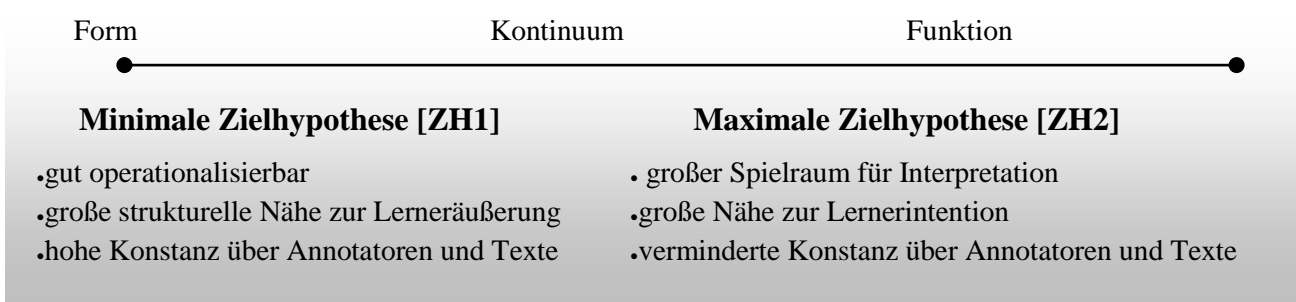 Form Kontinuum Funktion
Minimale Zielhypothese [ZH1] Maximale Zielhypothese [ZH2]
•gut operationalisierbar • großer Spielraum für Interpretation
•große strukturelle Nähe zur Lerneräußerung •große Nähe zur Lernerintention
•hohe Konstanz über Annotatoren und Texte •verminderte Konstanz über Annotatoren und Texte